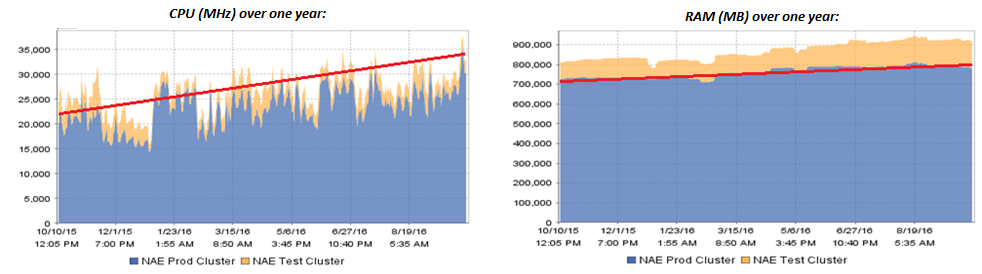 CPU (MHz) over one year:
35,000
30,000
25,000
20,000
15,000
10,000
5,000
0
10/10/15 12/1/15 1/23/16 3/15/16 5/6/16 6/27/16 8/19/16
12:05 PM 7:00 PM 1:55 AM 8:50 AM 3:45 PM 10:40 PM 5:35 AM
NAE Prod Cluster NAE Test Cluster
RAM (MB) over one year:
900,000
800,000
700,000
600,000
500,000
400,000
300,000
200,000
100,000
0
10/10/15 12/1/15 1/23/16 3/15/16 5/6/16 6/27/16 8/19/16
12:05 PM 7:00 PM 1:55 AM 8:50 AM 3:45 PM 10:40 PM 5:35 AM
NAE Prod Cluster NAE Test Cluster